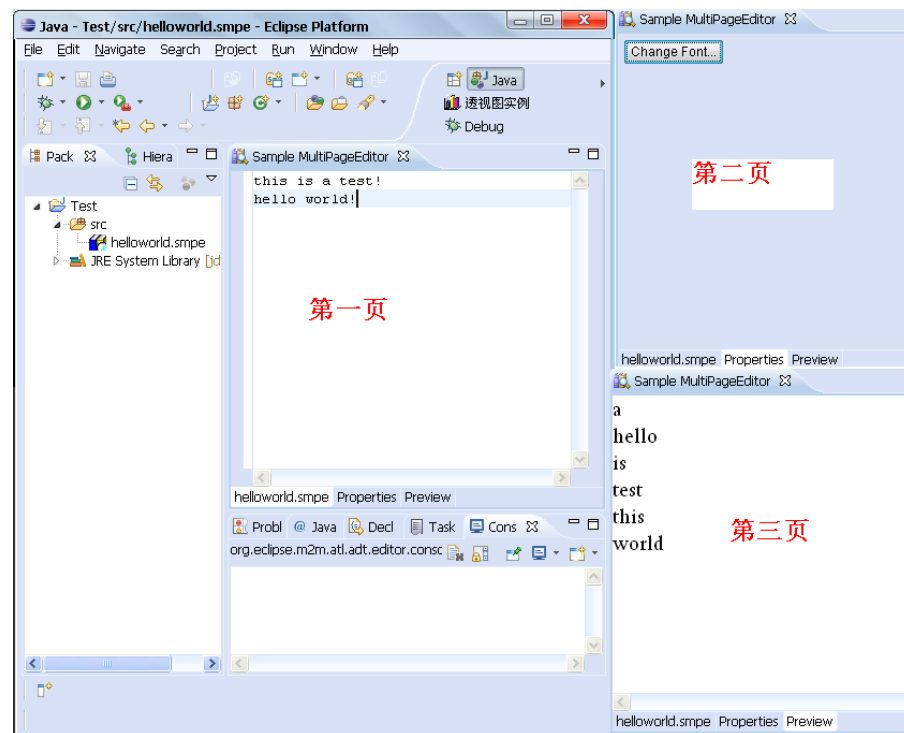 Java - Test/src/helloworld.smpe - Eclipse Platform
File Edit Navigate Search Project Run Window Help
Java
透视图实例
Debug
Pack Hiera
Test
src
helloworld.smpe
JRE System Library [jd
Sample MultiPageEditor
this is a test!
hello world!
第一页
helloworld.smpe Properties Preview
Probl @ Java Decl Task Cons
org.eclipse.m2m.atl.adt.editor.consc
Sample MultiPageEditor
Change Font...
第二页
helloworld.smpe Properties Preview
Sample MultiPageEditor
a
hello
is
test
this
world
第三页
helloworld.smpe Properties Preview